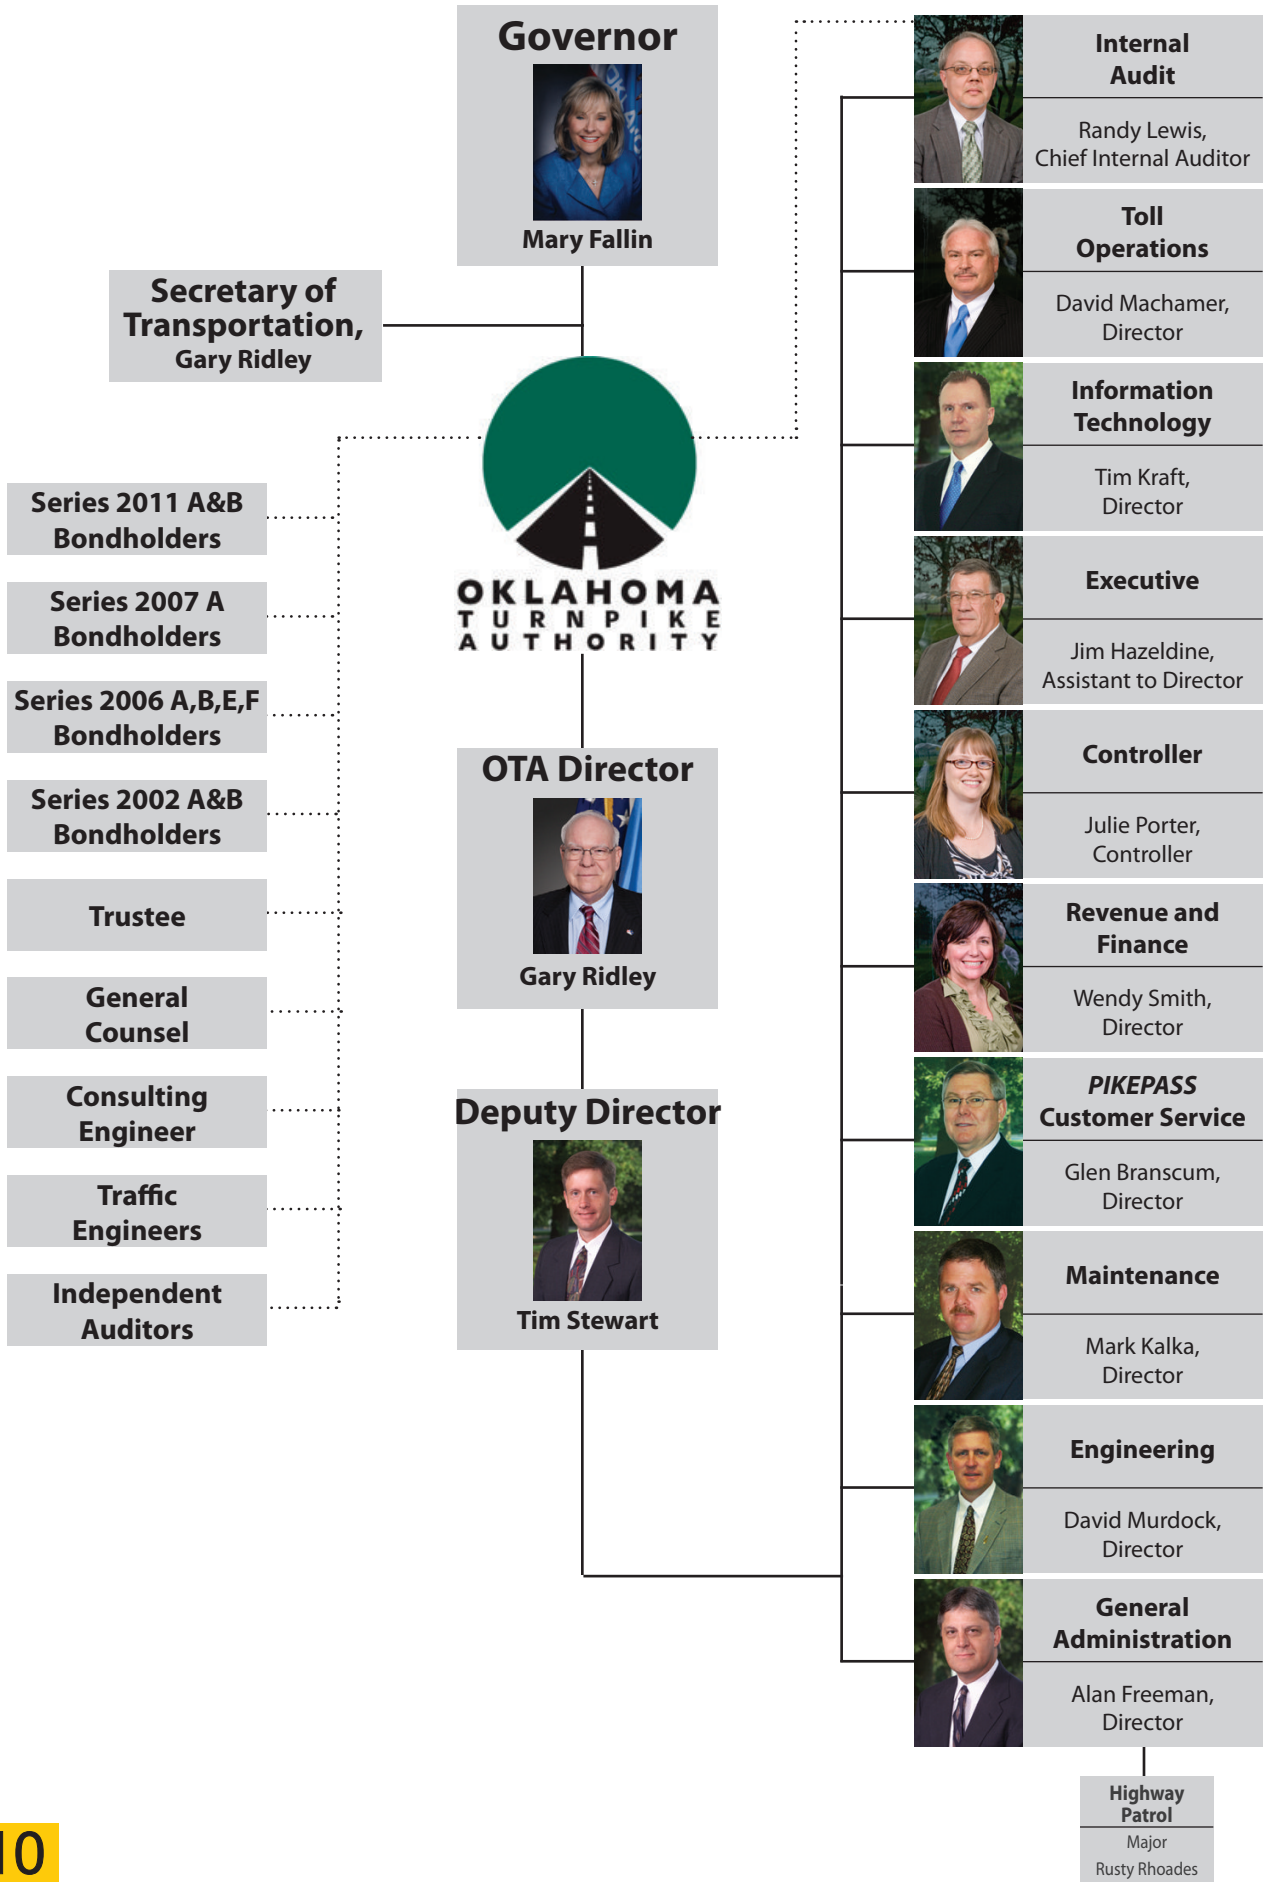 Governor
Mary Fallin
Secretary of
Transportation,
Gary Ridley
OKLAHOMA
TURNPIKE
AUTHORITY
Series 2011 A&B
Bondholders
Series 2007 A
Bondholders
Series 2006 A,B,E,F
Bondholders
Series 2002 A&B
Bondholders
Trustee
General
Counsel
Consulting
Engineer
Traffic
Engineers
Independent
Auditors
OTA Director
Gary Ridley
Deputy Director
Tim Stewart
Internal
Audit
Randy Lewis,
Chief Internal Auditor
Toll
Operations
David Machamer,
Director
Information
Technology
Tim Kraft,
Director
Executive
Jim Hazeldine,
Assistant to Director
Controller
Julie Porter,
Controller
Revenue and
Finance
Wendy Smith,
Director
PIKEPASS
Customer Service
Glen Branscum,
Director
Maintenance
Mark Kalka,
Director
Engineering
David Murdock,
Director
General
Administration
Alan Freeman,
Director
Highway
Patrol
Major
Rusty Rhoades
10